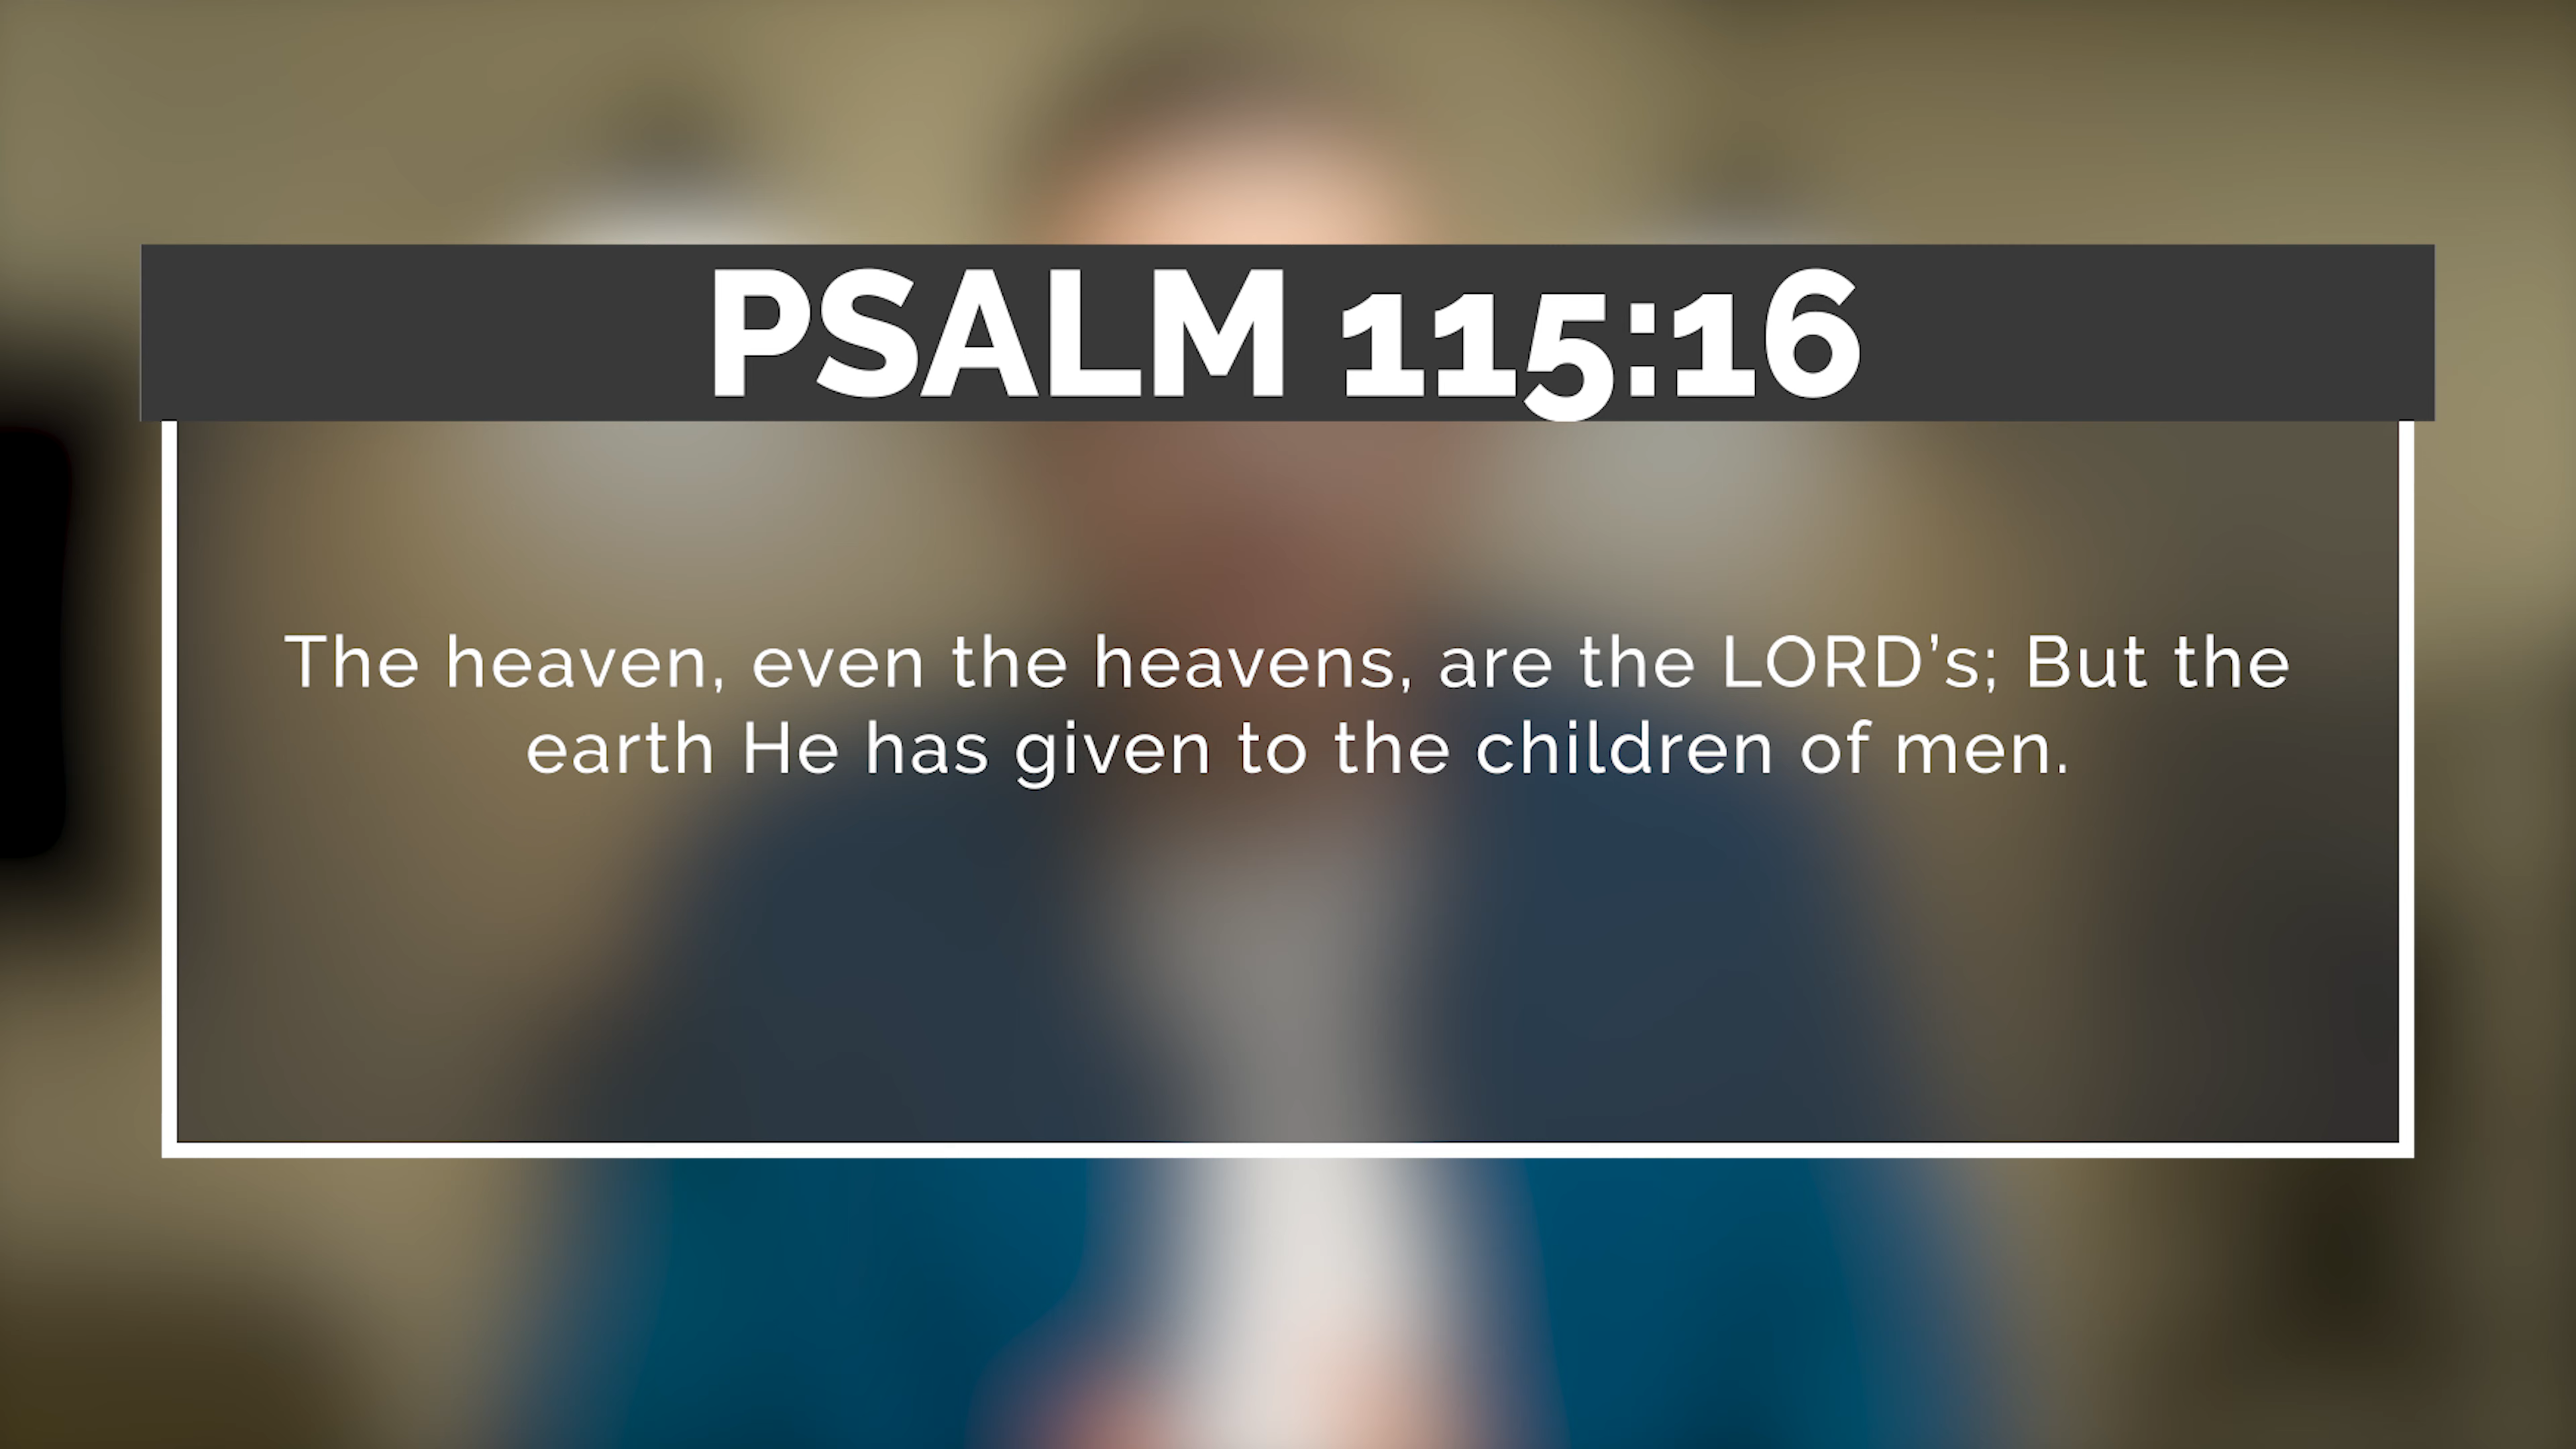 PSALM 115:16
The heaven, even the heavens, are the LORD’s; But the
earth He has given to the children of men.